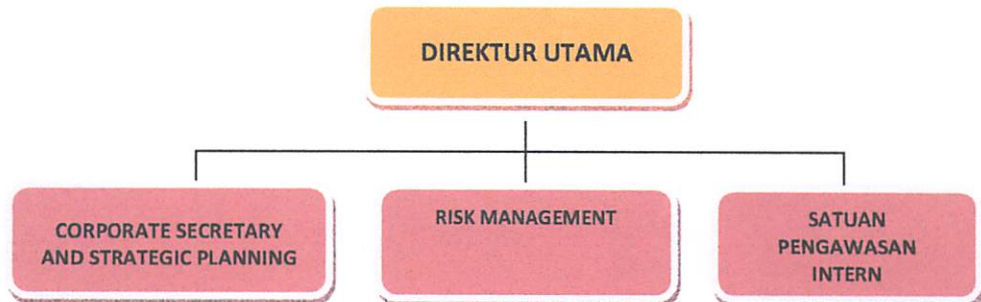 DIREKTUR UTAMA
CORPORATE SECRETARY
AND STRATEGIC PLANNING
RISK MANAGEMENT
SATUAN
PENGAWASAN
INTERN